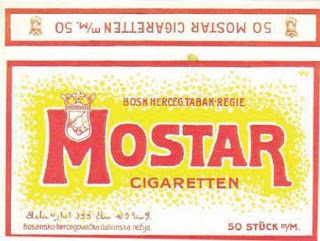 50 MOSTAR CIGARETTEN m/M. 50
BOSN. HERCEG. TABAK-REGIE
MOSTAR
CIGARETTEN
Bosansko-hercegovačka duhanska režija
50 STÜCK m/M.